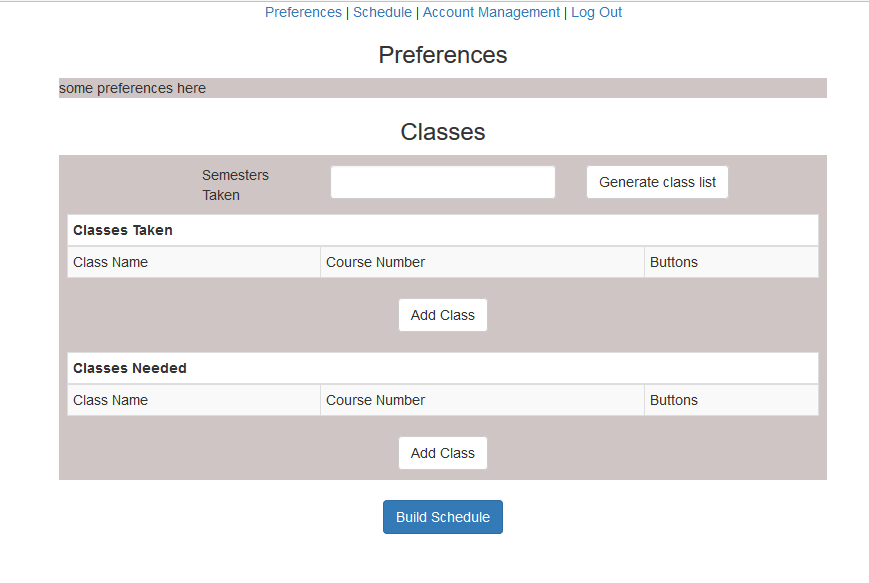 Preferences | Schedule | Account Management | Log Out
Preferences
some preferences here
Classes
Semesters
Taken
Generate class list
Classes Taken
Class Name Course Number Buttons
Add Class
Classes Needed
Class Name Course Number Buttons
Add Class
Build Schedule